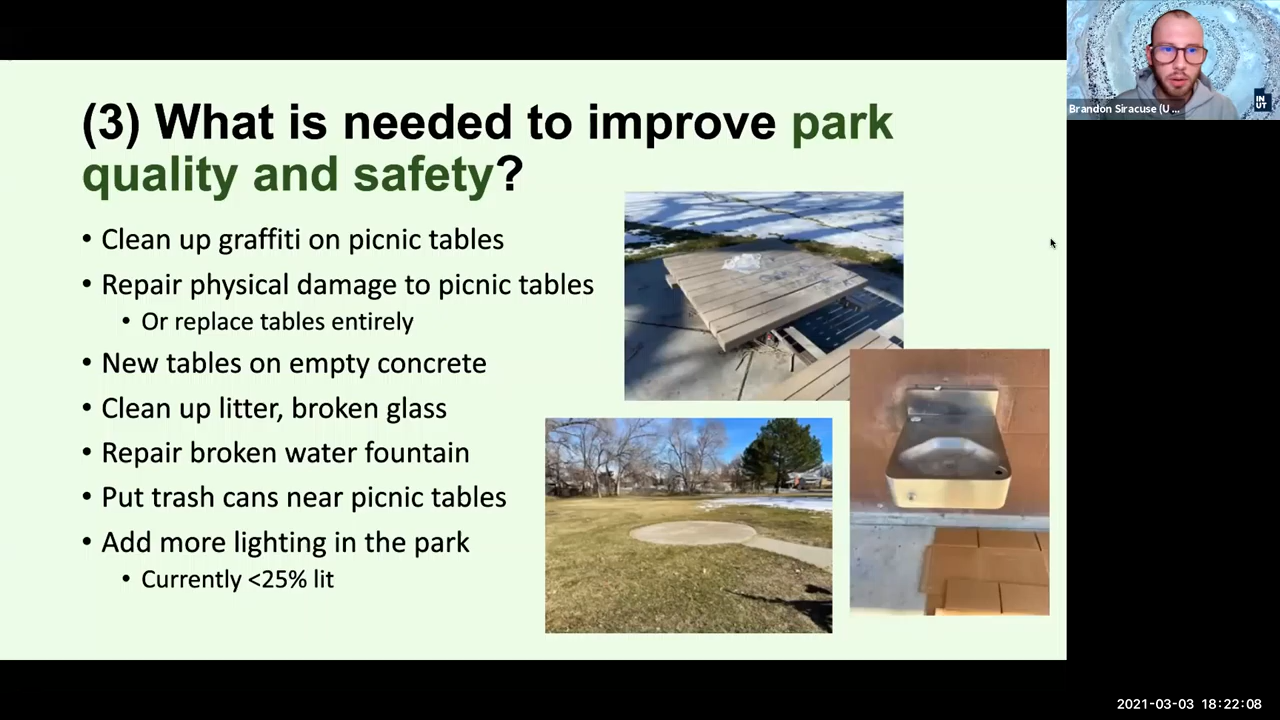 (3) What is needed to improve park
quality and safety?
• Clean up graffiti on picnic tables
• Repair physical damage to picnic tables
• Or replace tables entirely
• New tables on empty concrete
• Clean up litter, broken glass
• Repair broken water fountain
• Put trash cans near picnic tables
• Add more lighting in the park
• Currently <25% lit
Brandon Siracuse (U ...
IN
UT
2021-03-03 18:22:08